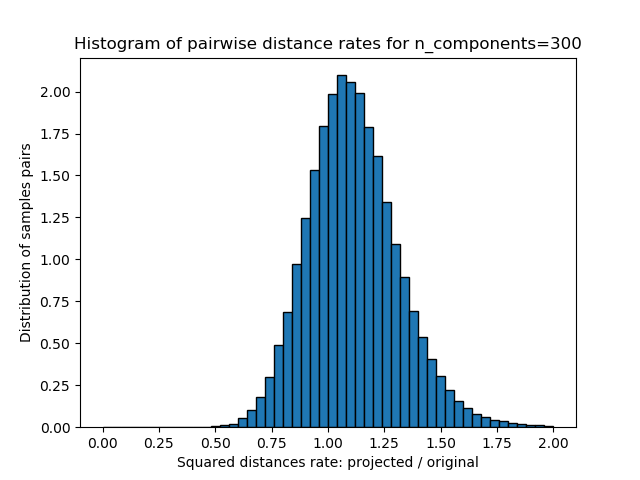 Histogram of pairwise distance rates for n_components=300
2.00
1.75
1.50
1.25
1.00
0.75
0.50
0.25
0.00
Distribution of samples pairs
0.00 0.25 0.50 0.75 1.00 1.25 1.50 1.75 2.00
Squared distances rate: projected / original